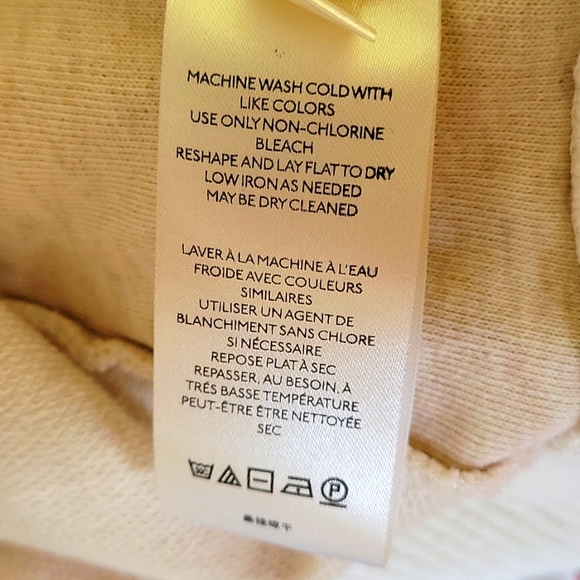 MACHINE WASH COLD WITH
LIKE COLORS
USE ONLY NON-CHLORINE
BLEACH
RESHAPE AND LAY FLAT TO DRY
LOW IRON AS NEEDED
MAY BE DRY CLEANED
LAVER À LA MACHINE À L'EAU
FROIDE AVEC COULEURS
SIMILAIRES
UTILISER UN AGENT DE
BLANCHIMENT SANS CHLORE
SI NÉCESSAIRE
REPOSE PLAT À SEC
REPASSER, AU BESOIN, A
TRÉS BASSE TEMPÉRATURE
PEUT-ÊTRE ÊTRE NETTOYÉE
SEC
P